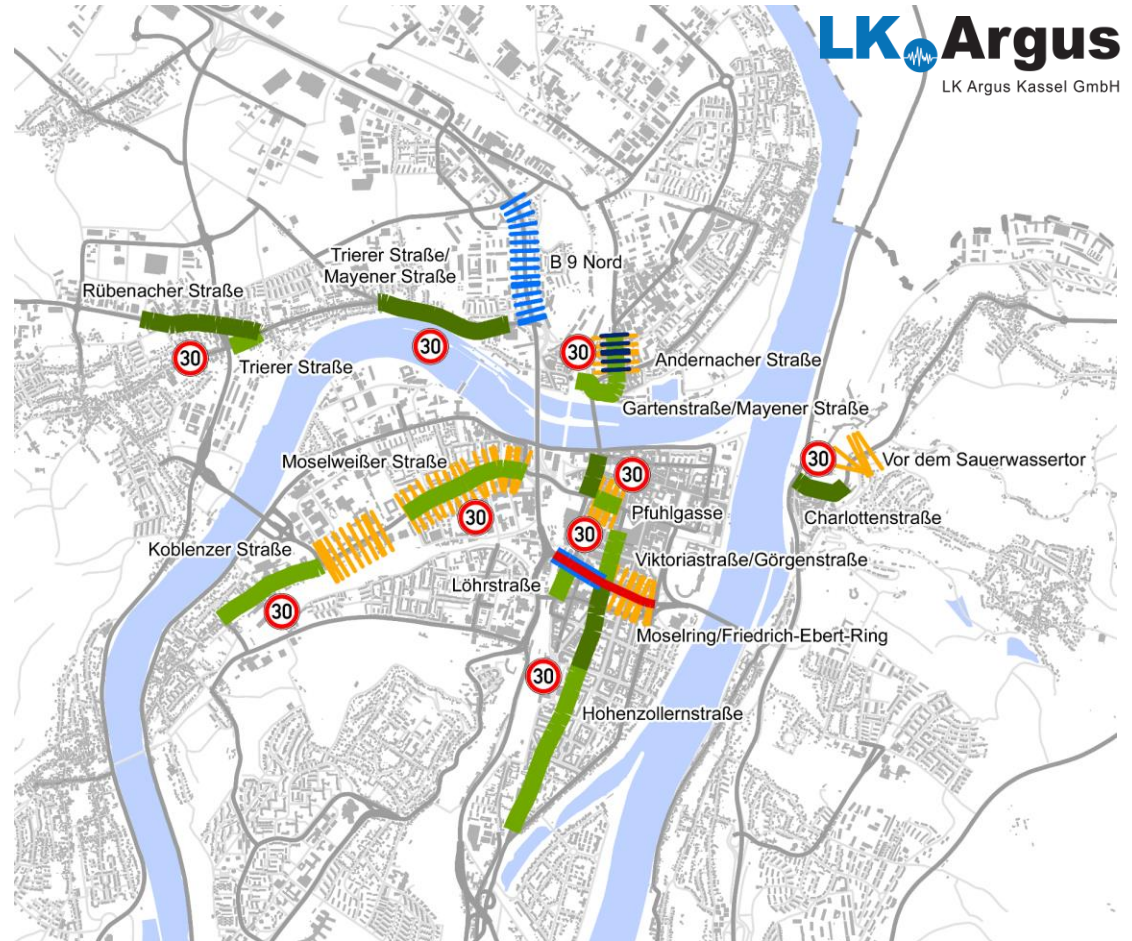 LK Argus
LK Argus Kassel GmbH
Trierer Straße/
Mayener Straße
B 9 Nord
Rübenacher Straße
30
30
30
Andernacher Straße
Trierer Straße
Gartenstraße/Mayener Straße
Moselweißer Straße
30
Vor dem Sauerwassertor
30
Pfuhlgasse
30
Charlottenstraße
Koblenzer Straße
30
Viktoriastraße/Görgenstraße
Löhrstraße
30
Moselring/Friedrich-Ebert-Ring
30
Hohenzollernstraße